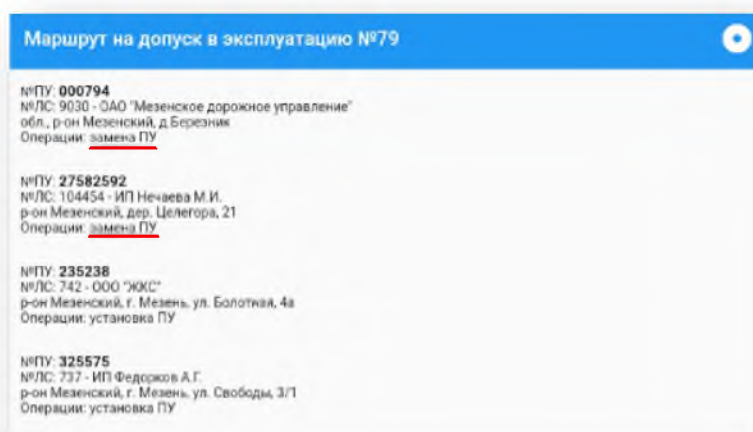 Маршрут на допуск в эксплуатацию №79
№ПУ: 000794
№ЛС: 9030 - ОАО "Мезенское дорожное управление"
обл., р-он Мезенский, д.Березник
Операции: замена ПУ
№ПУ: 27582592
№ЛС: 104454 - ИП Нечаева М.И.
р-он Мезенский, дер. Целегора, 21
Операции: замена ПУ
№ПУ: 235238
№ЛС: 742 - ООО "ЖКС"
р-он Мезенский, г. Мезень, ул. Болотная, 4а
Операции: установка ПУ
№ПУ: 325575
№ЛС: 737 - ИП Федорков А.Г.
р-он Мезенский, г. Мезень, ул. Свободы, 3/1
Операции: установка ПУ